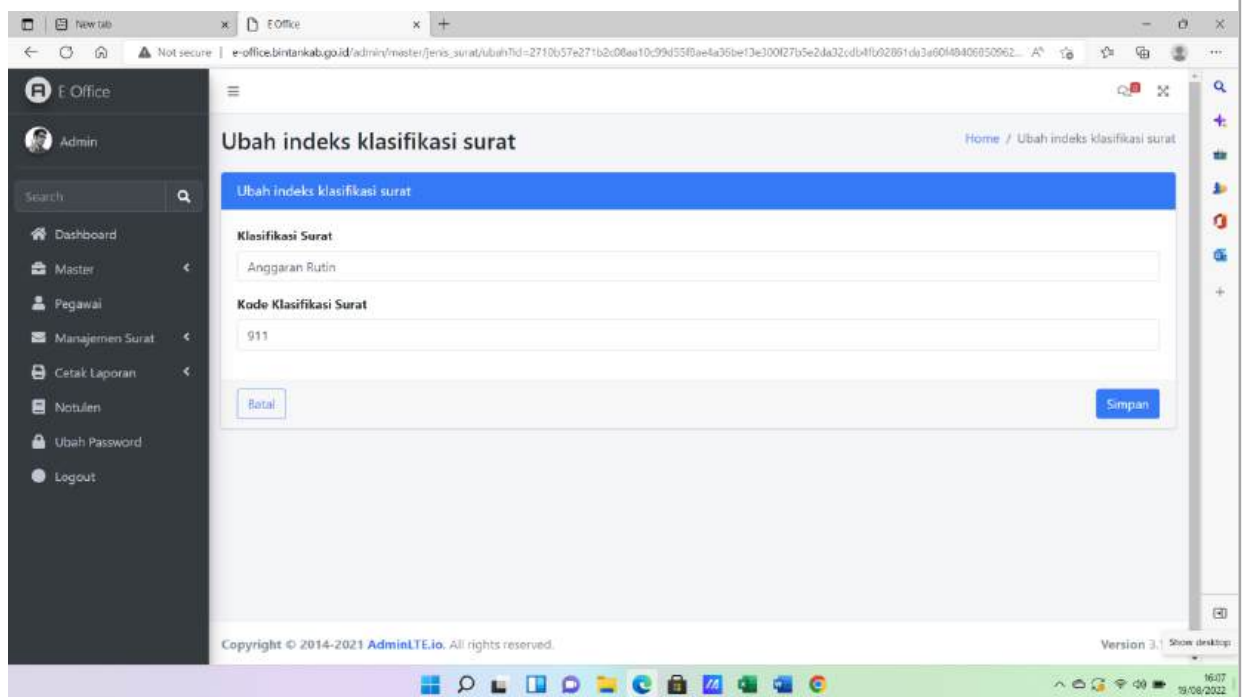 New tab
E Office
Not secure
e-office.bintankab.go.id/admin/master/jenis_surat/ubah?id=
E Office
Admin
Ubah indeks klasifikasi surat
Home / Ubah indeks klasifikasi surat
Search
Ubah indeks klasifikasi surat
Dashboard
Klasifikasi Surat
Master
Anggaran Rutin
Pegawai
Kode Klasifikasi Surat
Manajemen Surat
911
Cetak Laporan
Notulen
Batal
Simpan
Ubah Password
Logout
Copyright © 2014-2021 AdminLTE.io. All rights reserved.
Version 3.
Show desktop
16:07
19/08/2022